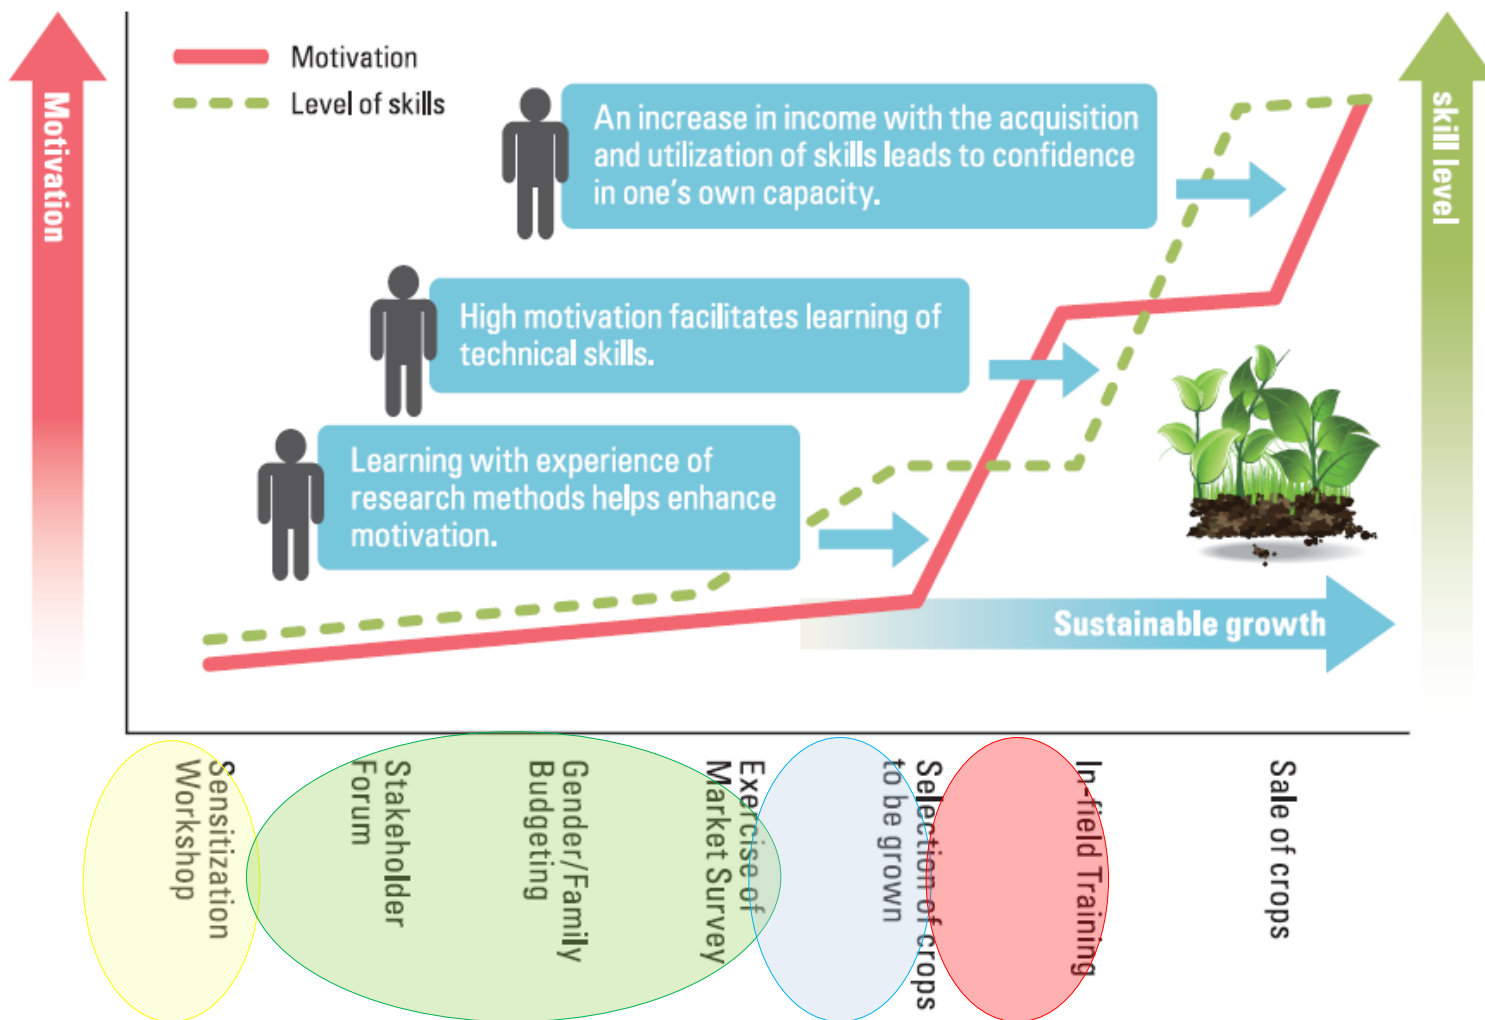 Motivation
Motivation
Level of skills
skill level
An increase in income with the acquisition
and utilization of skills leads to confidence
in one's own capacity.
High motivation facilitates learning of
technical skills.
Learning with experience of
research methods helps enhance
motivation.
Sustainable growth
Sensitization
Workshop
Stakeholder
Forum
Gender/Family
Budgeting
Exercise of
Market Survey
Selection of crops
to be grown
In-field Training
Sale of crops